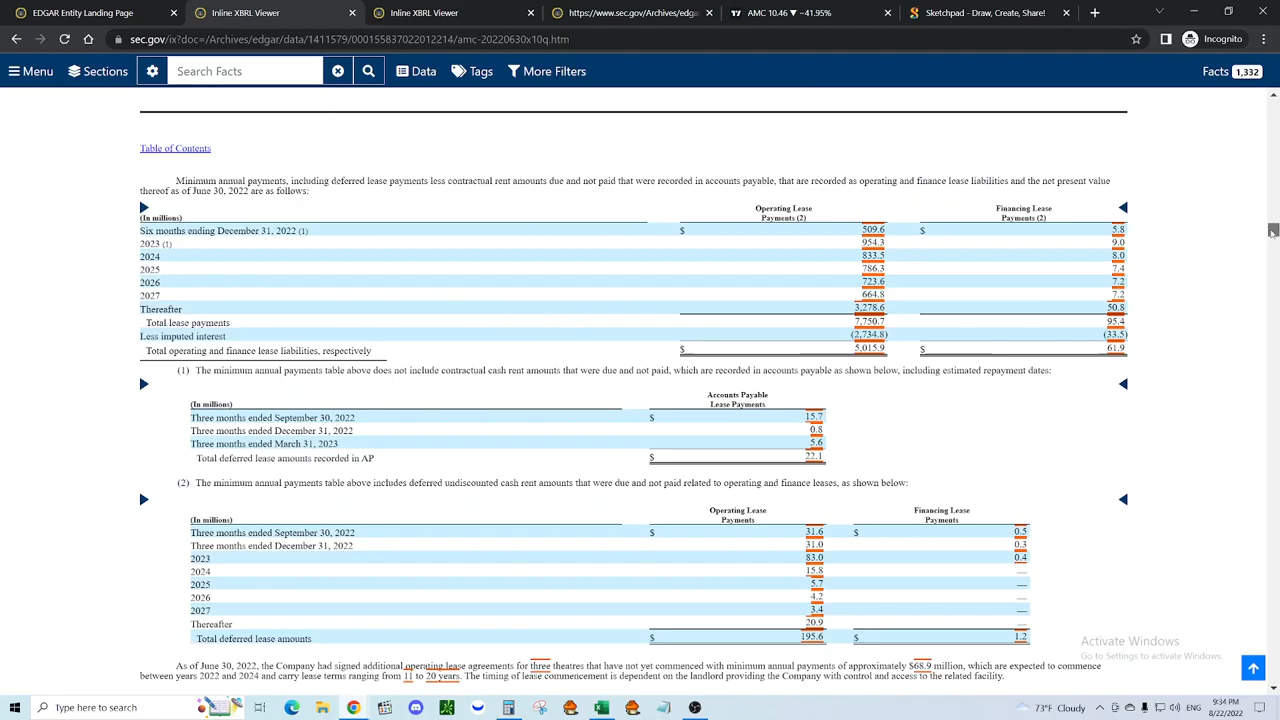 EDGAR Entity Landing Page
Inline XBRL Viewer
Inline XBRL Viewer
https://www.sec.gov/Archives/edgar
AMC 10.46 ▼ −41.95%
Sketchpad - Draw, Create, Share!
sec.gov/ix?doc=/Archives/edgar/data/1411579/000155837022012214/amc-20220630x10q.htm
Incognito
Menu Sections Search Facts Data Tags More Filters Facts 1,332
Table of Contents
Minimum annual payments, including deferred lease payments less contractual rent amounts due and not paid that were recorded in accounts payable, that are recorded as operating and finance lease liabilities and the net present value
thereof as of June 30, 2022 are as follows:
Operating Lease Financing Lease
(In millions) Payments (2) Payments (2)
Six months ending December 31, 2022 (1) $ 509.6 $ 5.8
2023 (1) 954.3 9.0
2024 833.5 8.0
2025 786.3 7.4
2026 723.6 7.2
2027 664.8 7.2
Thereafter 3,278.6 50.8
Total lease payments 7,750.7 95.4
Less imputed interest (2,734.8) (33.5)
Total operating and finance lease liabilities, respectively $ 5,015.9 $ 61.9
(1) The minimum annual payments table above does not include contractual cash rent amounts that were due and not paid, which are recorded in accounts payable as shown below, including estimated repayment dates:
Accounts Payable
(In millions) Lease Payments
Three months ended September 30, 2022 $ 15.7
Three months ended December 31, 2022 0.8
Three months ended March 31, 2023 5.6
Total deferred lease amounts recorded in AP $ 22.1
(2) The minimum annual payments table above includes deferred undiscounted cash rent amounts that were due and not paid related to operating and finance leases, as shown below:
Operating Lease Financing Lease
(In millions) Payments Payments
Three months ended September 30, 2022 $ 31.6 $ 0.5
Three months ended December 31, 2022 31.0 0.3
2023 83.0 0.4
2024 15.8 —
2025 5.7 —
2026 4.2 —
2027 3.4 —
Thereafter 20.9 —
Total deferred lease amounts $ 195.6 $ 1.2
As of June 30, 2022, the Company had signed additional operating lease agreements for three theatres that have not yet commenced with minimum annual payments of approximately $68.9 million, which are expected to commence
between years 2022 and 2024 and carry lease terms ranging from 11 to 20 years. The timing of lease commencement is dependent on the landlord providing the Company with control and access to the related facility.
Activate Windows
Go to Settings to activate Windows.
Type here to search
73°F Cloudy
9:34 PM
8/22/2022